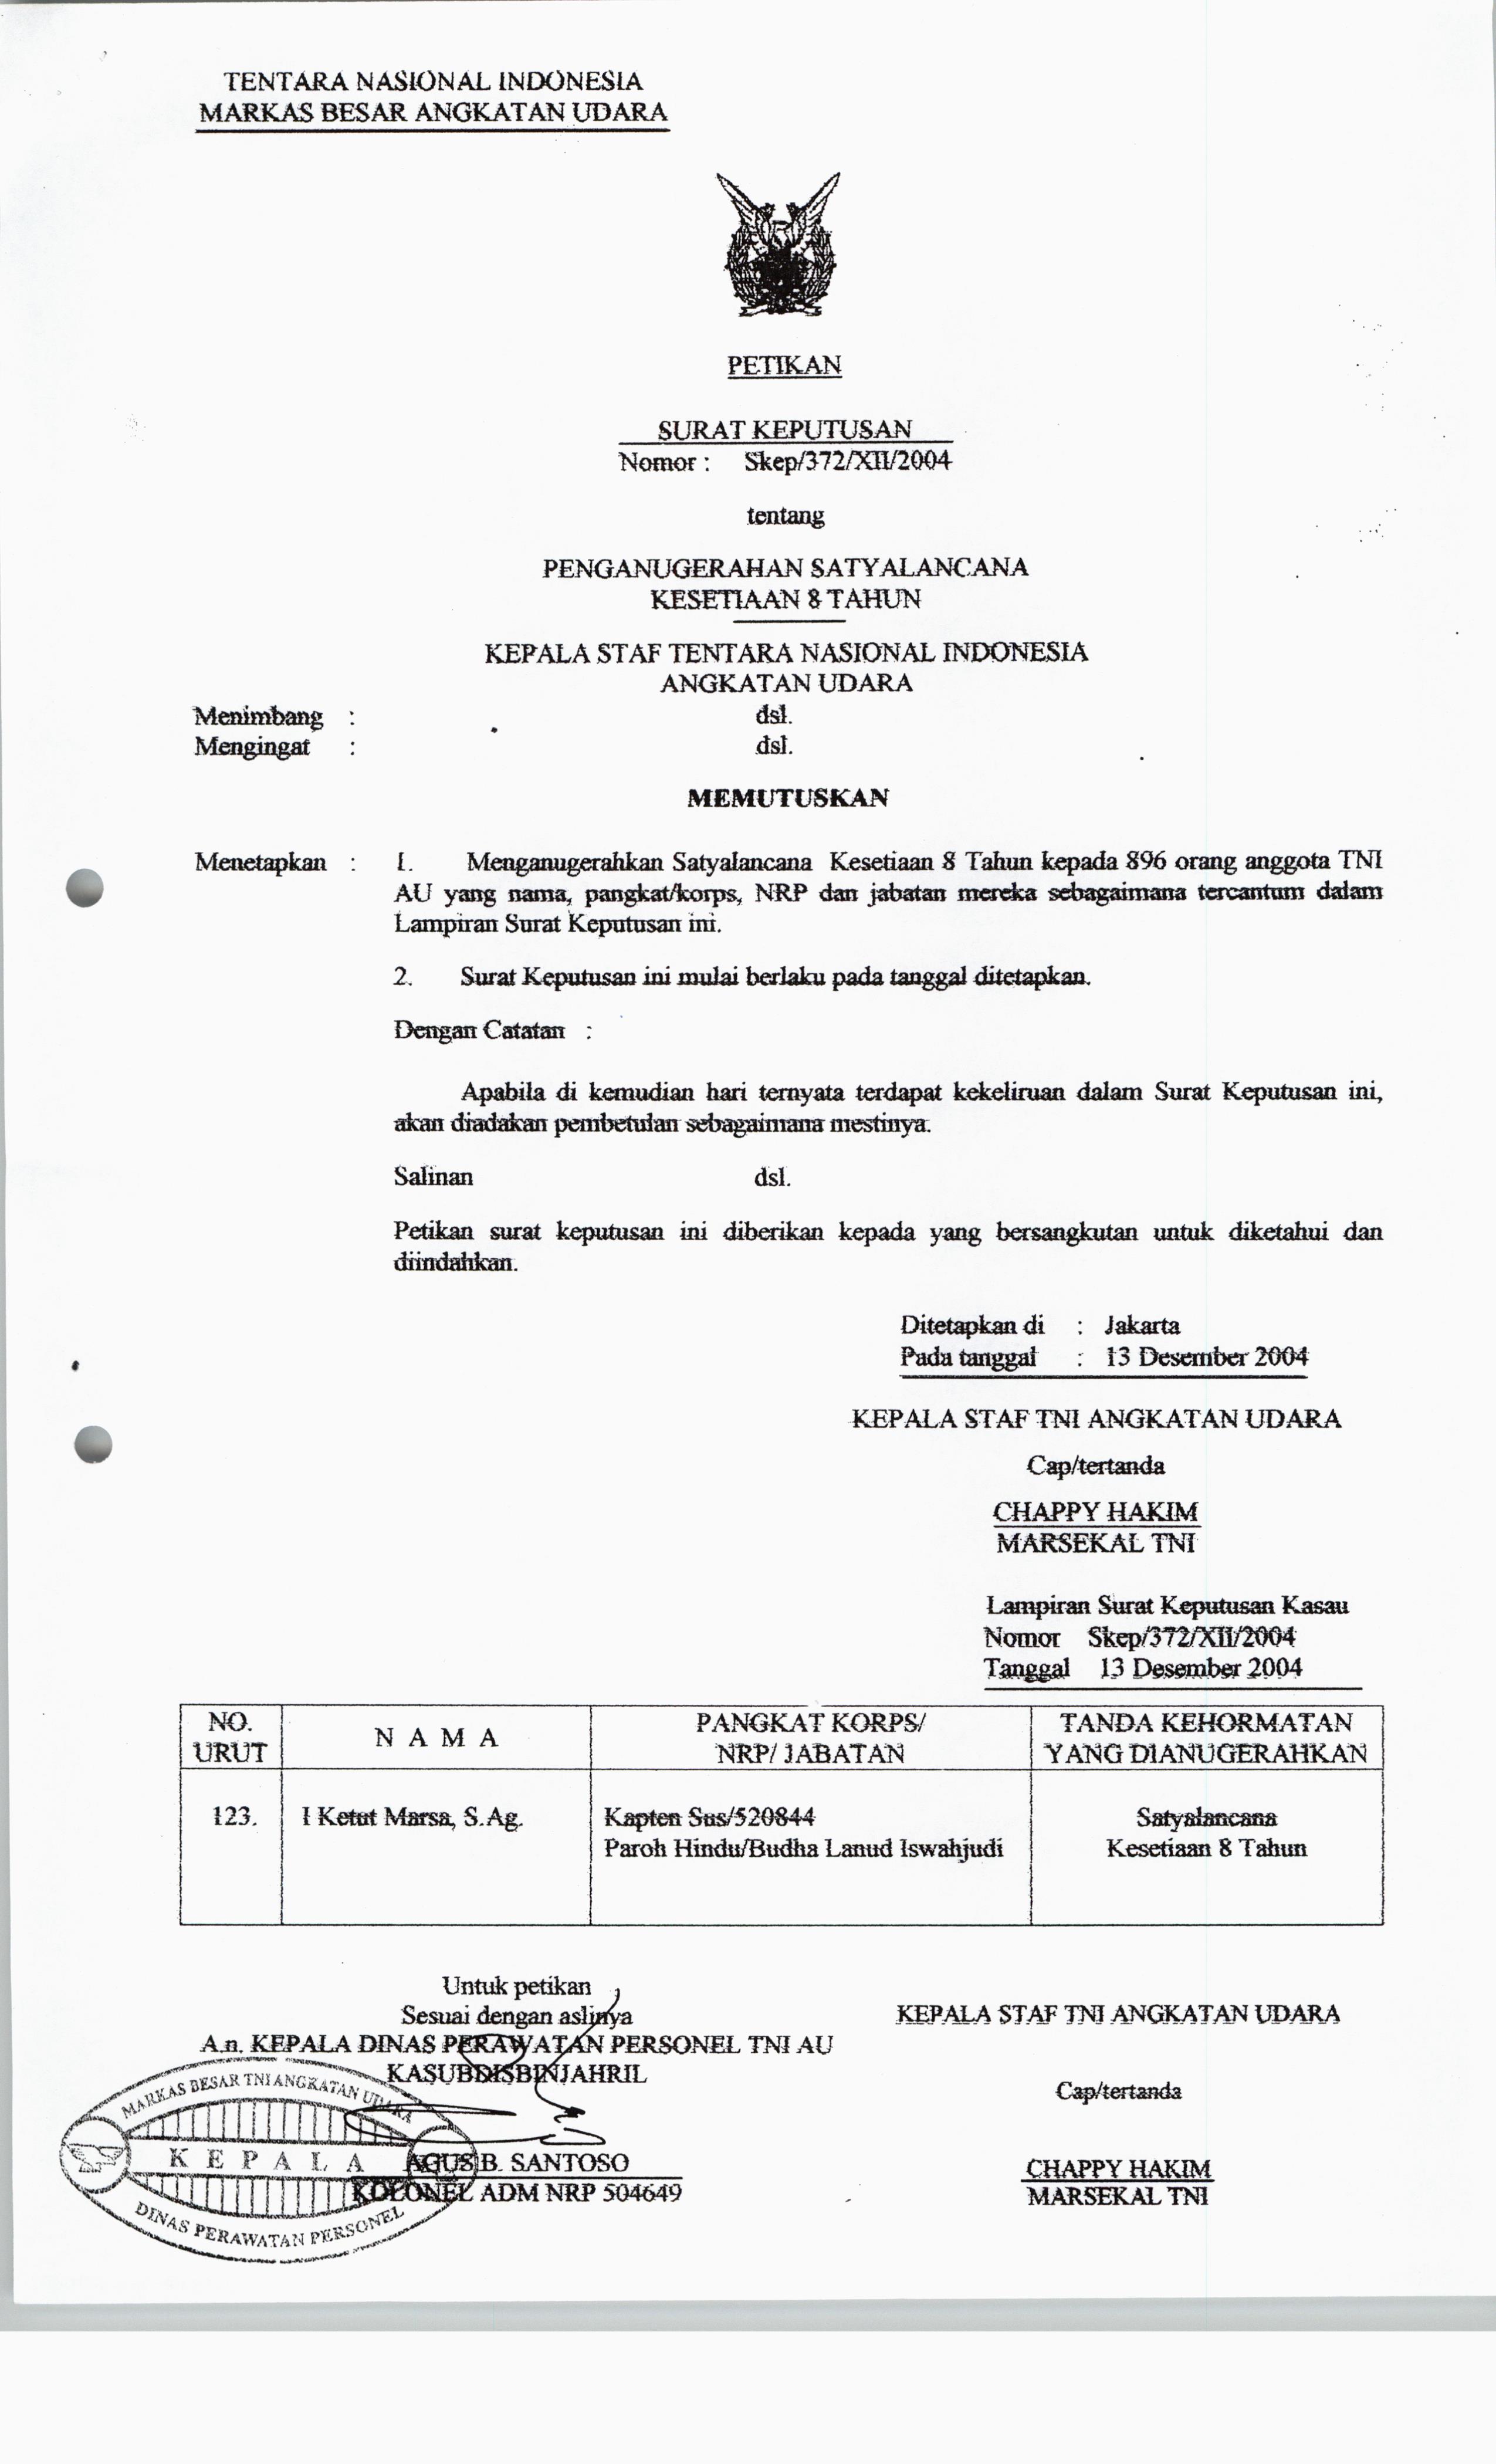 TENTARA NASIONAL INDONESIA
MARKAS BESAR ANGKATAN UDARA
PETIKAN
SURAT KEPUTUSAN
Nomor : Skep/372/XII/2004
tentang
PENGANUGERAHAN SATYALANCANA
KESETIAAN 8 TAHUN
KEPALA STAF TENTARA NASIONAL INDONESIA
ANGKATAN UDARA
Menimbang : dsl.
Mengingat : dsl.
MEMUTUSKAN
Menetapkan : 1. Menganugerahkan Satyalancana Kesetiaan 8 Tahun kepada 896 orang anggota TNI
AU yang nama, pangkat/korps, NRP dan jabatan mereka sebagaimana tercantum dalam
Lampiran Surat Keputusan ini.
2. Surat Keputusan ini mulai berlaku pada tanggal ditetapkan.
Dengan Catatan :
Apabila di kemudian hari ternyata terdapat kekeliruan dalam Surat Keputusan ini,
akan diadakan pembetulan sebagaimana mestinya.
Salinan dsl.
Petikan surat keputusan ini diberikan kepada yang bersangkutan untuk diketahui dan
diindahkan.
Ditetapkan di : Jakarta
Pada tanggal : 13 Desember 2004
KEPALA STAF TNI ANGKATAN UDARA
Cap/tertanda
CHAPPY HAKIM
MARSEKAL TNI
Lampiran Surat Keputusan Kasau
Nomor Skep/372/XII/2004
Tanggal 13 Desember 2004
NO. URUT
N A M A
PANGKAT KORPS/
NRP/ JABATAN
TANDA KEHORMATAN
YANG DIANUGERAHKAN
123.
I Ketut Marsa, S.Ag.
Kapten Sus/520844
Paroh Hindu/Budha Lanud Iswahjudi
Satyalancana
Kesetiaan 8 Tahun
Untuk petikan
Sesuai dengan aslinya
A.n. KEPALA DINAS PERAWATAN PERSONEL TNI AU
KASUBDISBINJAHRIL
AGUS B. SANTOSO
KOLONEL ADM NRP 504649
MARKAS BESAR TNI ANGKATAN UDARA
K E P A L A
DINAS PERAWATAN PERSONEL
KEPALA STAF TNI ANGKATAN UDARA
Cap/tertanda
CHAPPY HAKIM
MARSEKAL TNI